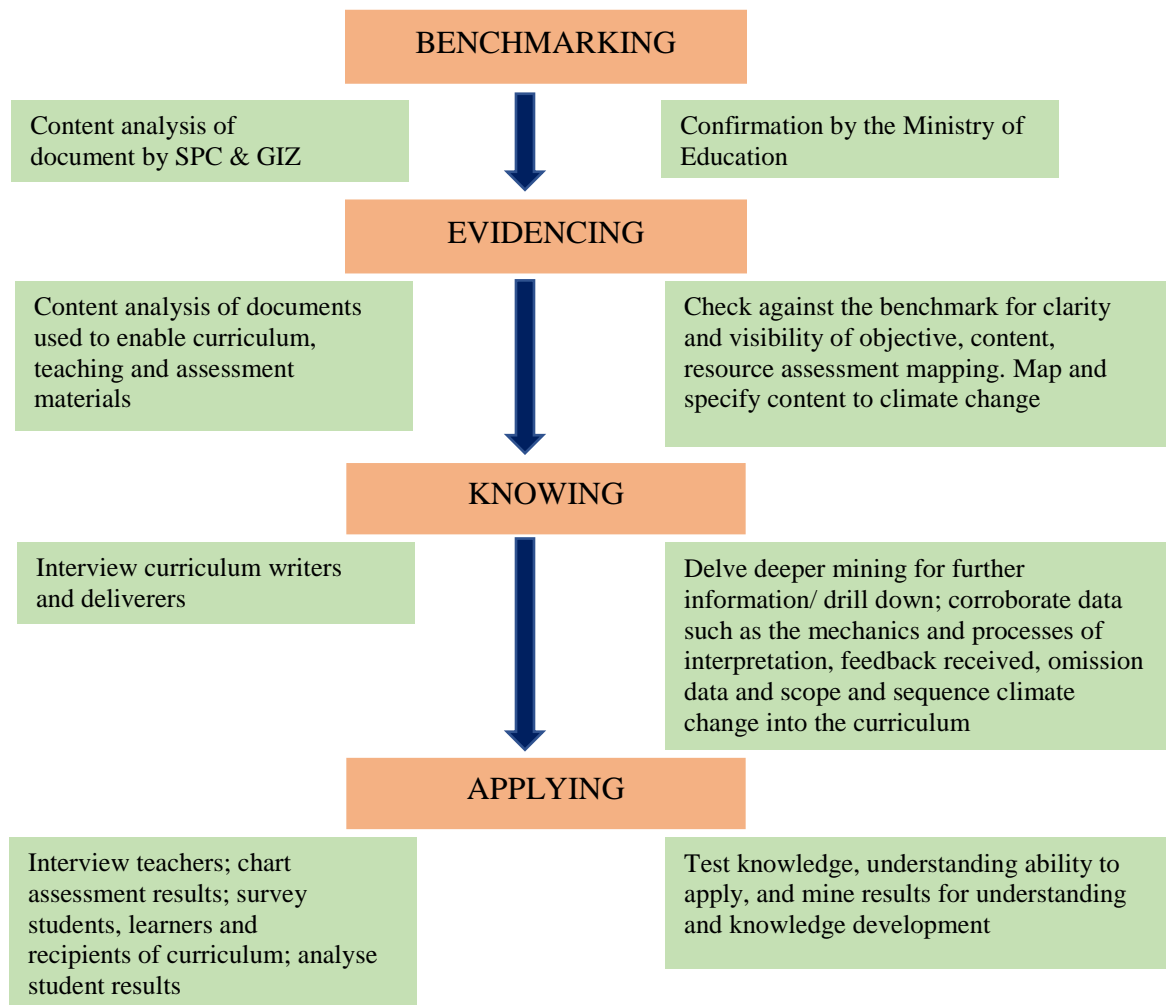 BENCHMARKING
Content analysis of
document by SPC & GIZ
Confirmation by the Ministry of
Education
EVIDENCING
Content analysis of documents
used to enable curriculum,
teaching and assessment
materials
Check against the benchmark for clarity
and visibility of objective, content,
resource assessment mapping. Map and
specify content to climate change
KNOWING
Interview curriculum writers
and deliverers
Delve deeper mining for further
information/ drill down; corroborate data
such as the mechanics and processes of
interpretation, feedback received, omission
data and scope and sequence climate
change into the curriculum
APPLYING
Interview teachers; chart
assessment results; survey
students, learners and
recipients of curriculum; analyse
student results
Test knowledge, understanding ability to
apply, and mine results for understanding
and knowledge development